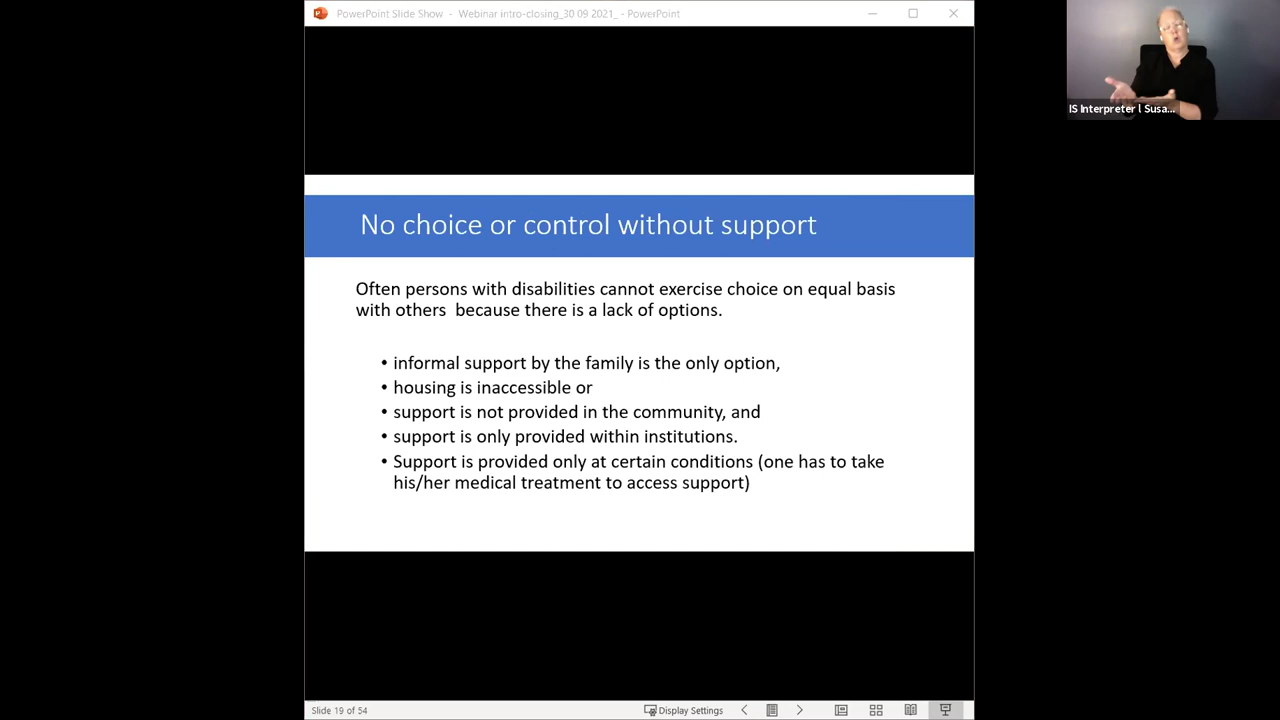 PowerPoint Slide Show - Webinar intro-closing_30 09 2021_ - PowerPoint
IS Interpreter l Susa...
No choice or control without support
Often persons with disabilities cannot exercise choice on equal basis
with others  because there is a lack of options.
• informal support by the family is the only option,
• housing is inaccessible or
• support is not provided in the community, and
• support is only provided within institutions.
• Support is provided only at certain conditions (one has to take
his/her medical treatment to access support)
Slide 19 of 54
Display Settings